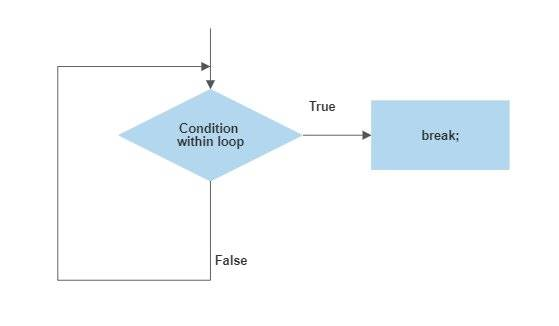 True
Condition
within loop
break;
False